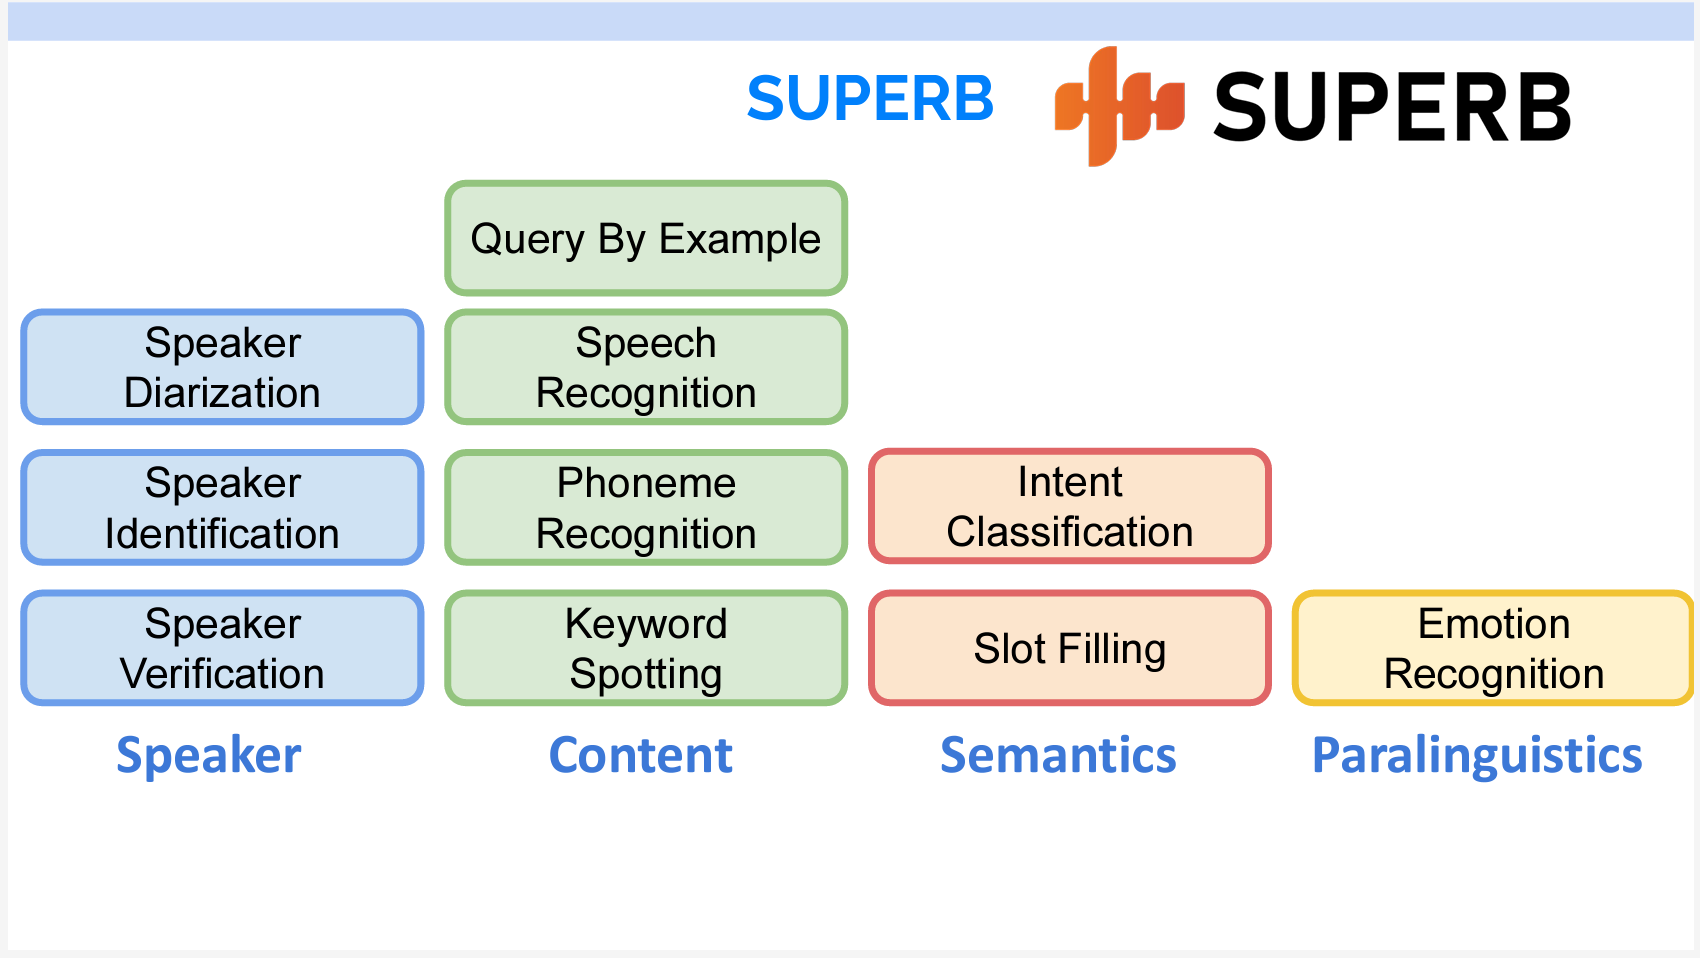 SUPERB
SUPERB
Query By Example
Speaker
Diarization
Speech
Recognition
Speaker
Identification
Phoneme
Recognition
Intent
Classification
Speaker
Verification
Keyword
Spotting
Slot Filling
Emotion
Recognition
Speaker
Content
Semantics
Paralinguistics